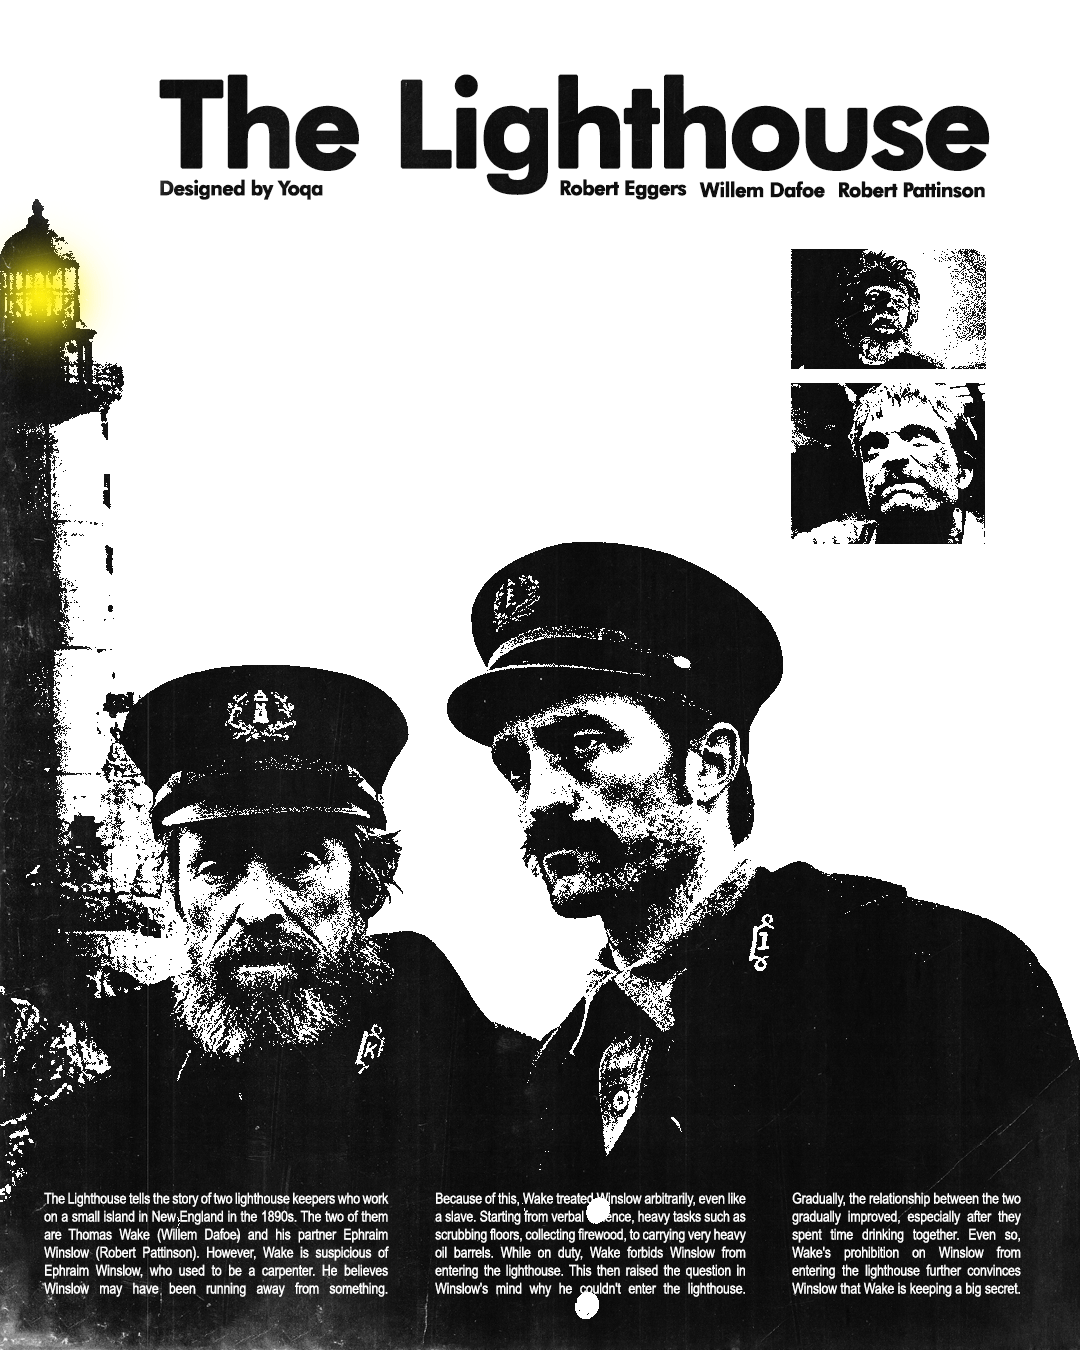 The Lighthouse
Designed by Yoqa
Robert Eggers Willem Dafoe Robert Pattinson
K
1
The Lighthouse tells the story of two lighthouse keepers who work
on a small island in New England in the 1890s. The two of them
are Thomas Wake (Willem Dafoe) and his partner Ephraim
Winslow (Robert Pattinson). However, Wake is suspicious of
Ephraim Winslow, who used to be a carpenter. He believes
Winslow may have been running away from something.
Because of this, Wake treated Winslow arbitrarily, even like
a slave. Starting from verbal heavy tasks such as
scrubbing floors, collecting firewood, to carrying very heavy
oil barrels. While on duty, Wake forbids Winslow from
entering the lighthouse. This then raised the question in
Winslow's mind why he couldn't enter the lighthouse.
Gradually, the relationship between the two
gradually improved, especially after they
spent time drinking together. Even so,
Wake's prohibition on Winslow from
entering the lighthouse further convinces
Winslow that Wake is keeping a big secret.